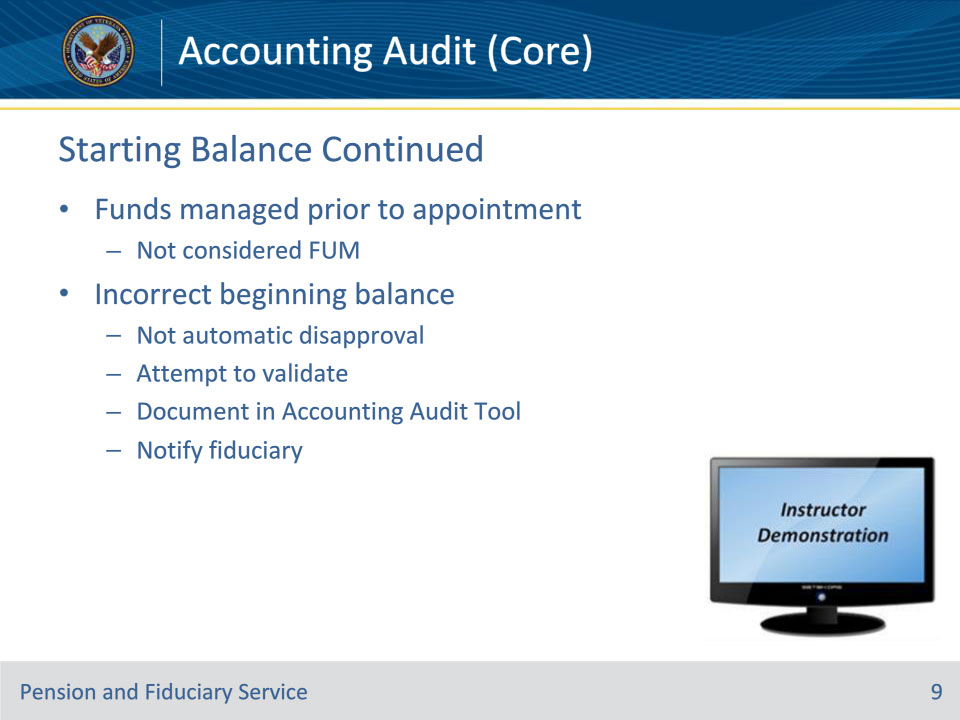 Accounting Audit (Core)
Starting Balance Continued
• Funds managed prior to appointment
– Not considered FUM
• Incorrect beginning balance
– Not automatic disapproval
– Attempt to validate
– Document in Accounting Audit Tool
– Notify fiduciary
Instructor
Demonstration
Pension and Fiduciary Service
9